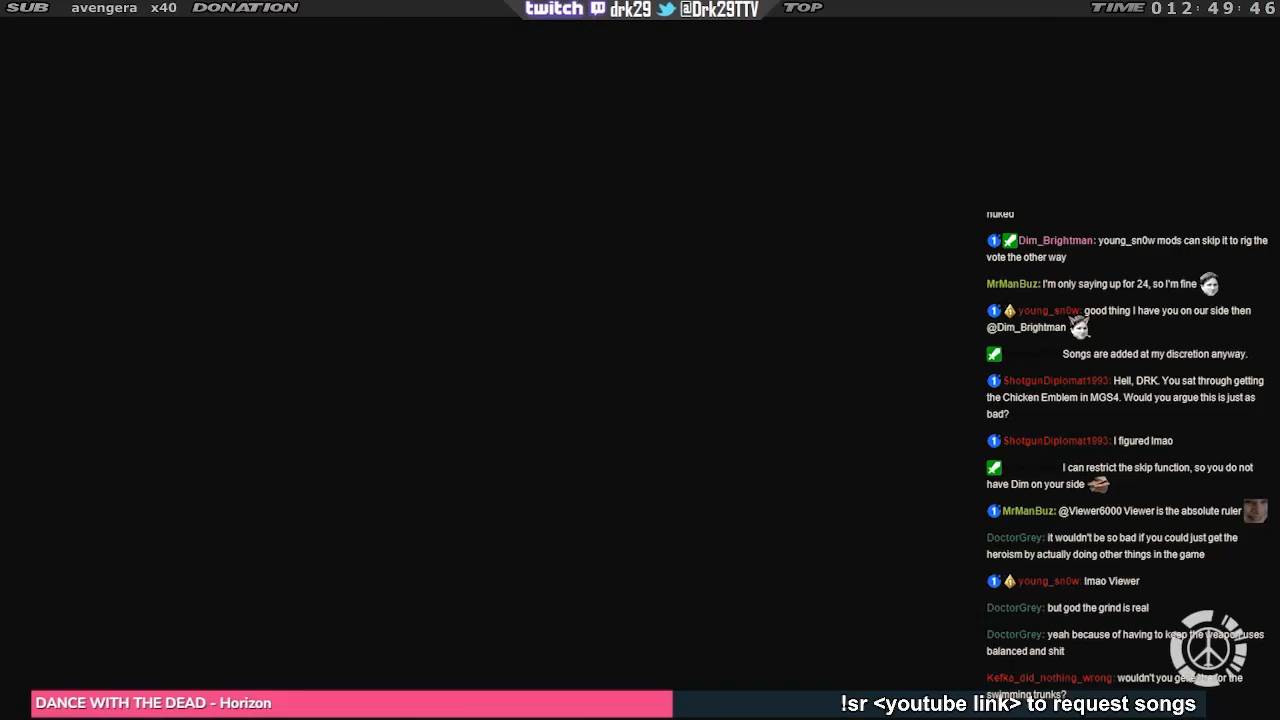 SUB avengera x40 DONATION twitch drk29 @Drk29TTV TOP TIME 012:49:46
nuked
Dim_Brightman: young_sn0w mods can skip it to rig the
vote the other way
MrManBuz: I'm only saying up for 24, so I'm fine
young_sn0w: good thing I have you on our side then
@Dim_Brightman
Songs are added at my discretion anyway.
ShotgunDiplomat1993: Hell, DRK. You sat through getting
the Chicken Emblem in MGS4. Would you argue this is just as
bad?
ShotgunDiplomat1993: I figured lmao
I can restrict the skip function, so you do not
have Dim on your side
MrManBuz: @Viewer6000 Viewer is the absolute ruler
DoctorGrey: it wouldn't be so bad if you could just get the
heroism by actually doing other things in the game
young_sn0w: lmao Viewer
DoctorGrey: but god the grind is real
DoctorGrey: yeah because of having to keep the weapon uses
balanced and shit
Kefka_did_nothing_wrong: wouldn't you for the
swimming trunks?
DANCE WITH THE DEAD - Horizon
!sr <youtube link> to request songs